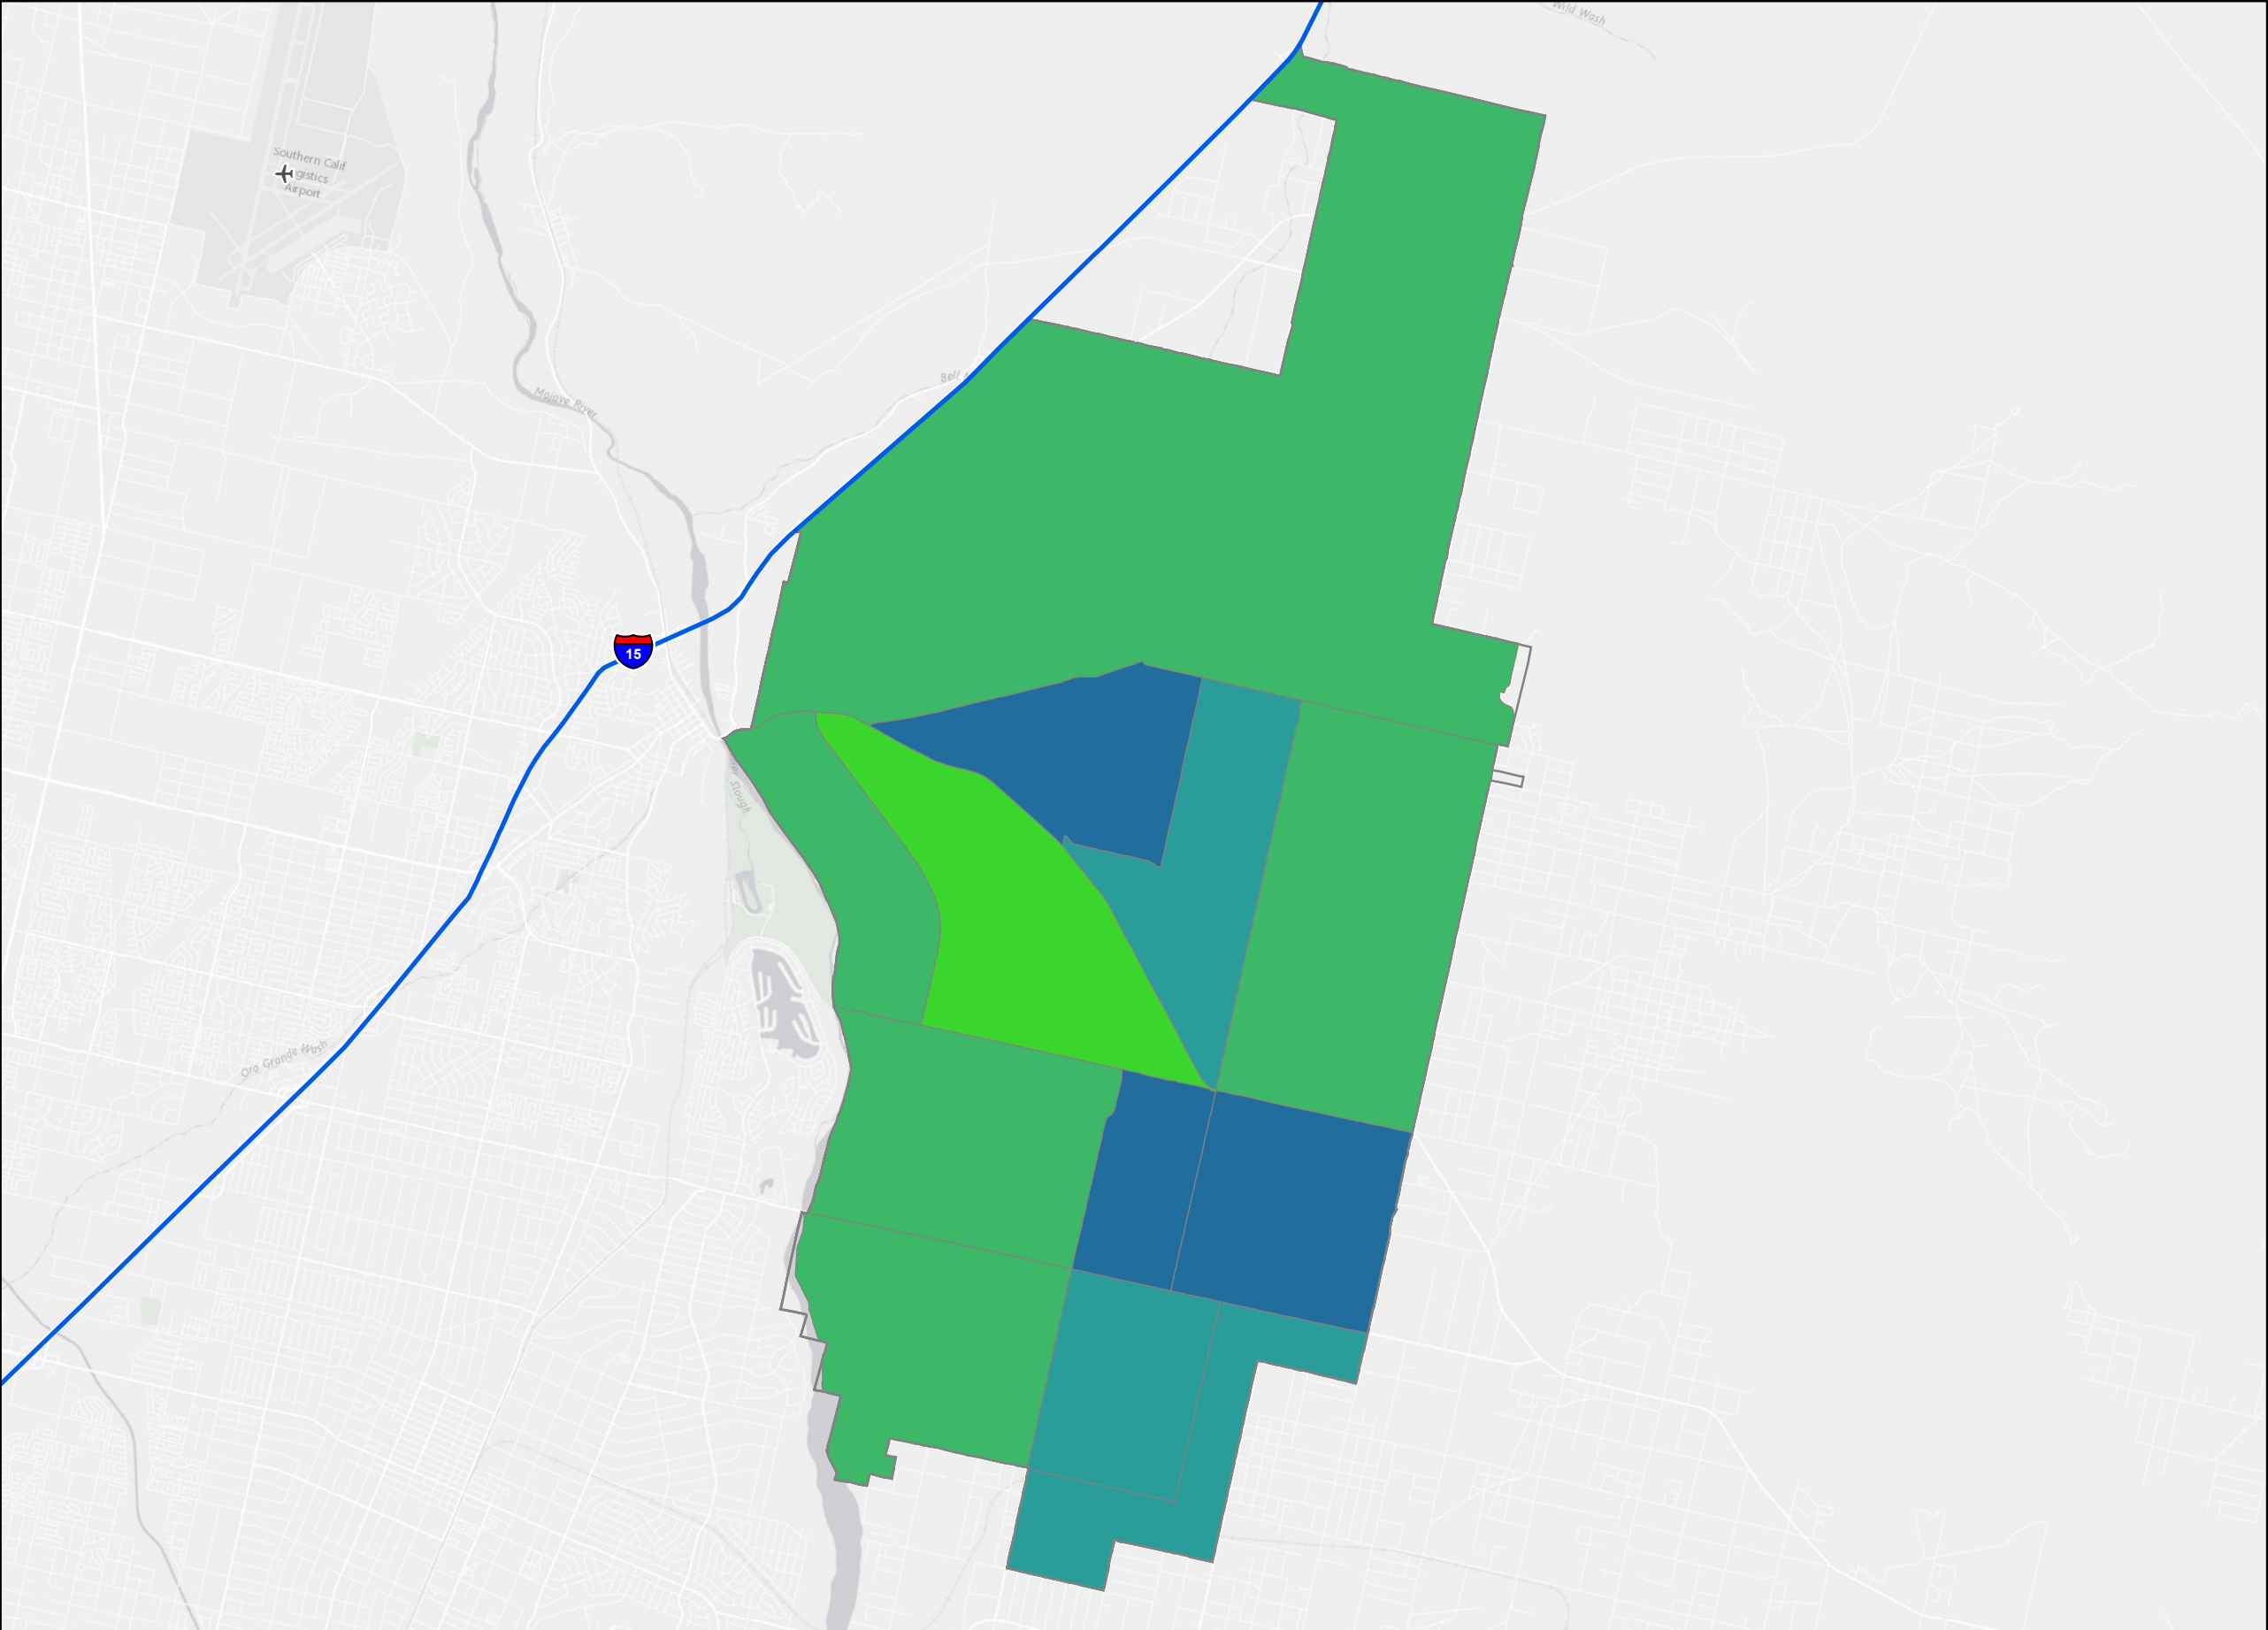 Wild Wash
Southern Calif
gistics
Airport
Mojave River
Bell
15
Slough
Oro Grande Wash